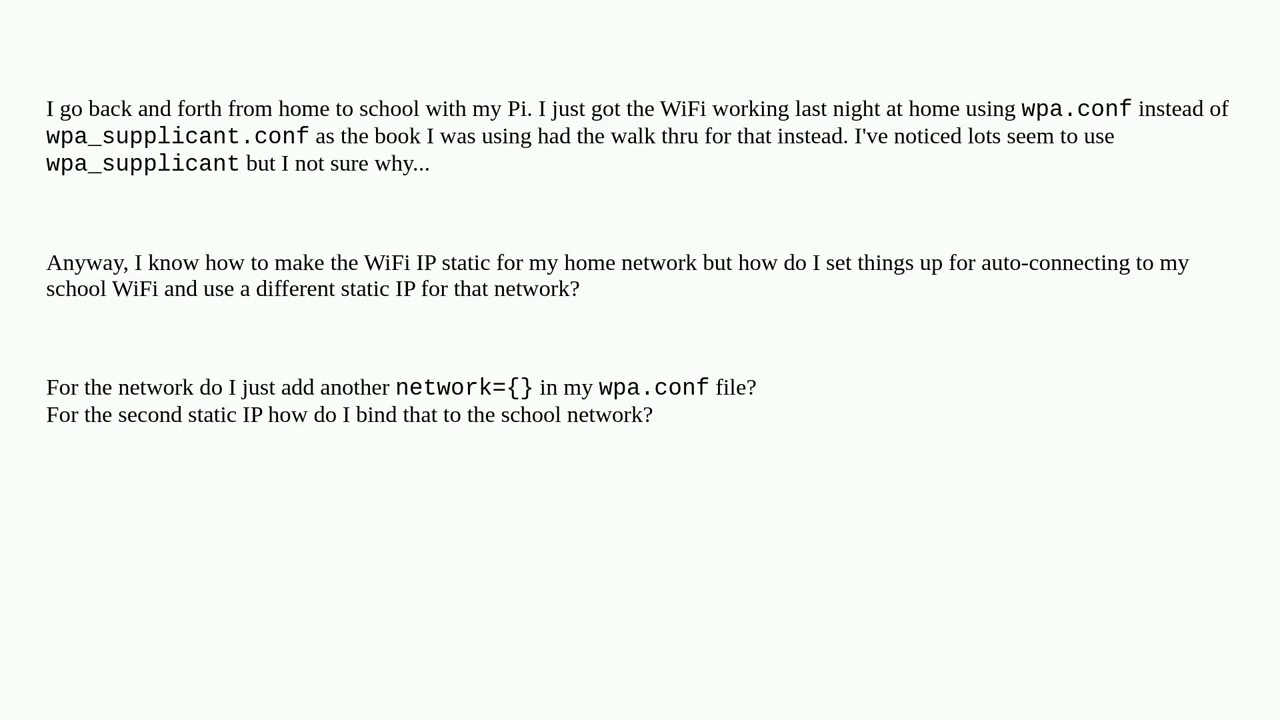 I go back and forth from home to school with my Pi. I just got the WiFi working last night at home using wpa.conf instead of
wpa_supplicant.conf as the book I was using had the walk thru for that instead. I've noticed lots seem to use
wpa_supplicant but I not sure why...
Anyway, I know how to make the WiFi IP static for my home network but how do I set things up for auto-connecting to my
school WiFi and use a different static IP for that network?
For the network do I just add another network={} in my wpa.conf file?
For the second static IP how do I bind that to the school network?